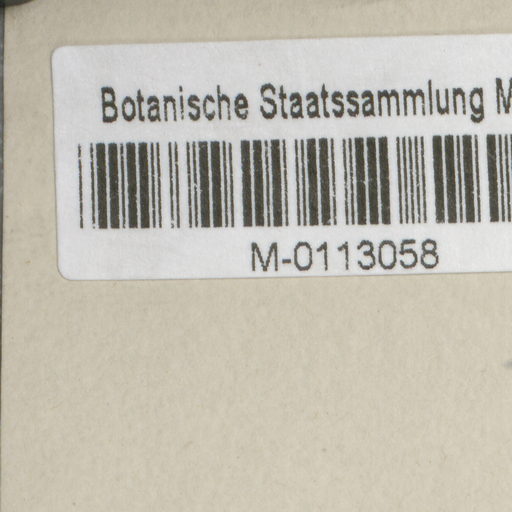 Botanische Staatssammlung M
M-0113058